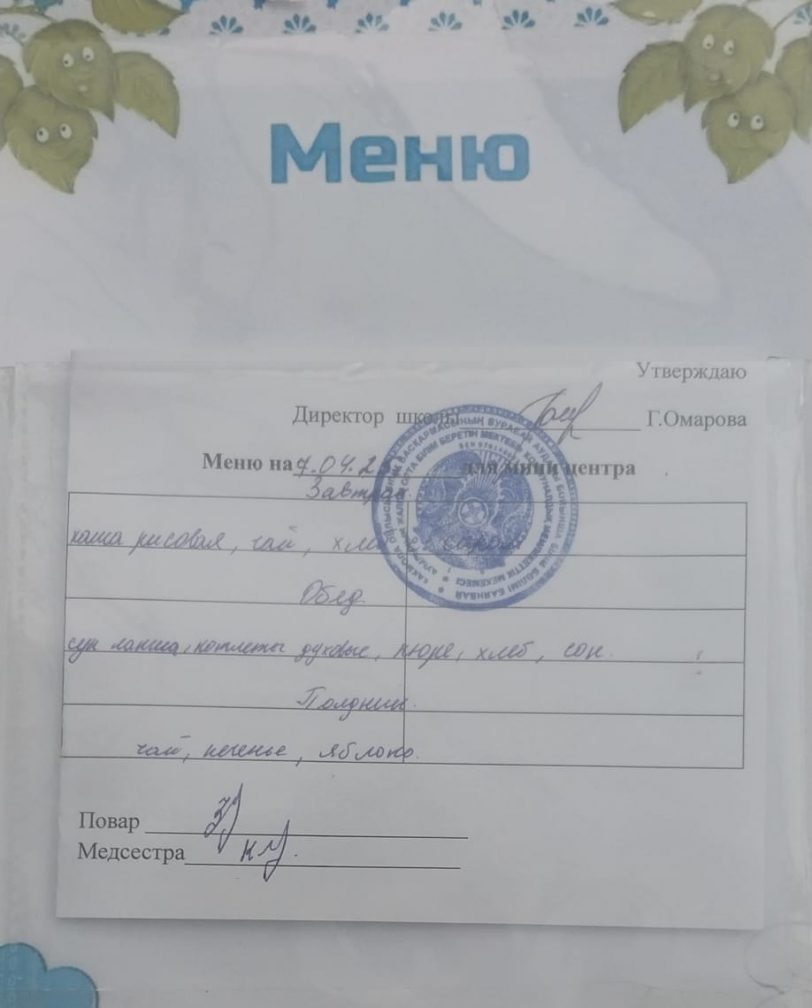 Меню
Утверждаю
Директор школы Г.Омарова
Меню на 7.04.25 для мини центра
Завтрак
каша рисовая, чай, хлеб с сыром
Обед
суп лапша, котлеты духовые, пюре, хлеб, сок.
Полдник
чай, печенье, яблоко.
Повар
Медсестра